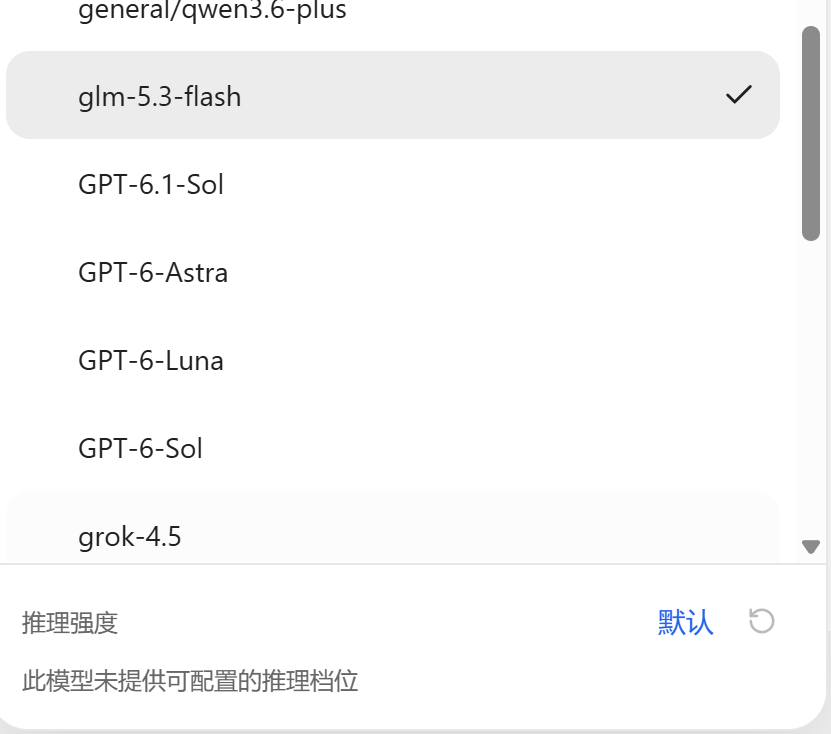 general/qwen3.6-plus
glm-5.3-flash
GPT-6.1-Sol
GPT-6-Astra
GPT-6-Luna
GPT-6-Sol
grok-4.5
推理强度
默认
此模型未提供可配置的推理档位